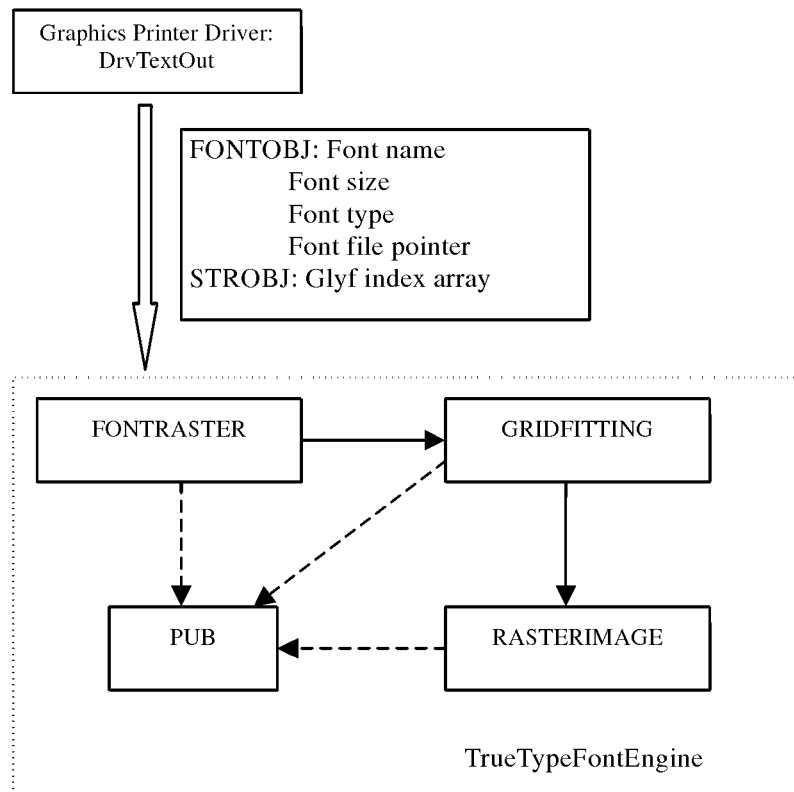 Graphics Printer Driver:
DrvTextOut
FONTOBJ: Font name
Font size
Font type
Font file pointer
STROBJ: Glyf index array
FONTRASTER
GRIDFITTING
PUB
RASTERIMAGE
TrueTypeFontEngine